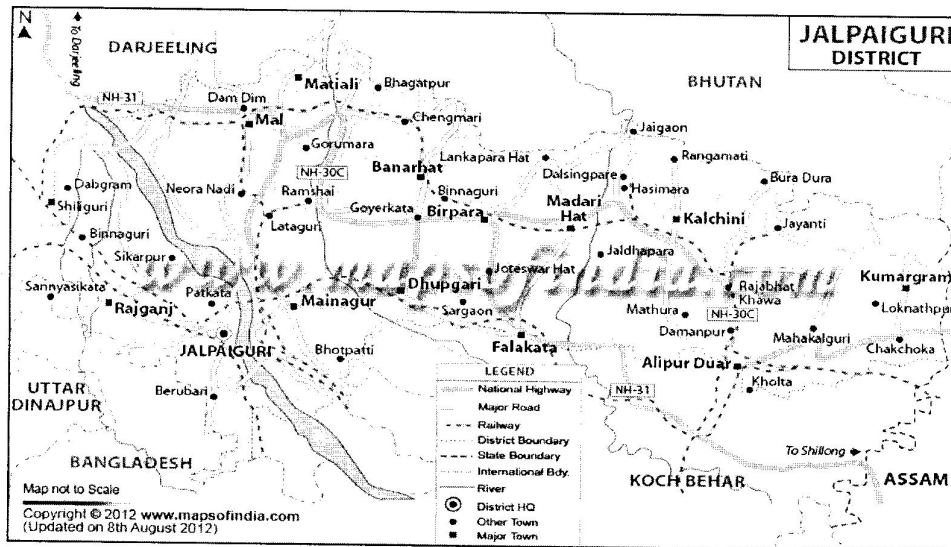 N
To Darjeeling
DARJEELING
JALPAIGURI
DISTRICT
BHUTAN
NH-31
Dam Dim
Matiali
Bhagatpur
Mal
Chengmari
Gorumara
Jaigaon
Lankapara Hat
Rangamati
NH-30C
Banarhat
Dalsingpare
Bura Dura
Dabgram
Neora Nadi
Ramshai
Binnaguri
Hasimara
Shiliguri
Lataguri
Goyerkata
Birpara
Madari
Hat
Kalchini
Jayanti
Binnaguri
Sikarpur
Jaldhapara
www.mapsofindia.com
Joteswar Hat
Kumargram
Sannyasikata
Rajganj
Patkata
Mainagur
Dhupgari
Sargaon
Rajabhat
Khawa
Loknathpur
Mathura
NH-30C
JALPAIGURI
Bhotpatti
Falakata
Damanpur
Mahakalguri
Chakchoka
UTTAR
DINAJPUR
Berubari
Alipur Duar
Kholta
LEGEND
National Highway
Major Road
Railway
District Boundary
State Boundary
International Bdy.
River
District HQ
Other Town
Major Town
NH-31
BANGLADESH
KOCH BEHAR
To Shillong
ASSAM
Map not to Scale
Copyright © 2012 www.mapsofindia.com
(Updated on 8th August 2012)